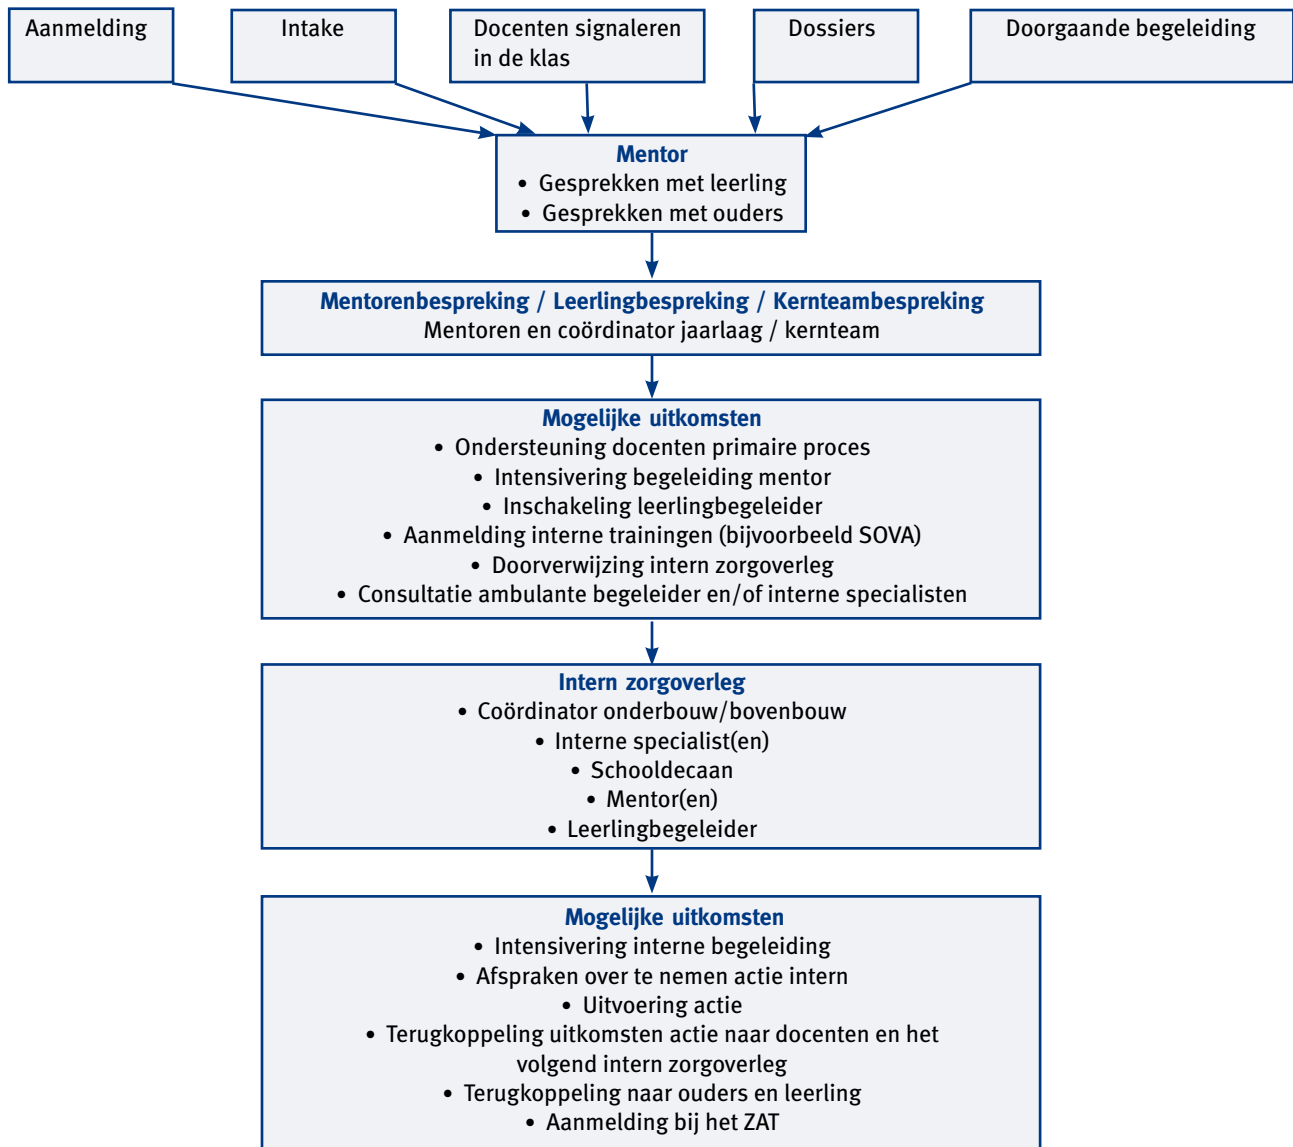 Aanmelding
Intake
Docenten signaleren
in de klas
Dossiers
Doorgaande begeleiding
Mentor
• Gesprekken met leerling
• Gesprekken met ouders
Mentorenbespreking / Leerlingbespreking / Kernteambespreking
Mentoren en coördinator jaarlaag / kernteam
Mogelijke uitkomsten
• Ondersteuning docenten primaire proces
• Intensivering begeleiding mentor
• Inschakeling leerlingbegeleider
• Aanmelding interne trainingen (bijvoorbeeld SOVA)
• Doorverwijzing intern zorgoverleg
• Consultatie ambulante begeleider en/of interne specialisten
Intern zorgoverleg
• Coördinator onderbouw/bovenbouw
• Interne specialist(en)
• Schooldecaan
• Mentor(en)
• Leerlingbegeleider
Mogelijke uitkomsten
• Intensivering interne begeleiding
• Afspraken over te nemen actie intern
• Uitvoering actie
• Terugkoppeling uitkomsten actie naar docenten en het
volgend intern zorgoverleg
• Terugkoppeling naar ouders en leerling
• Aanmelding bij het ZAT